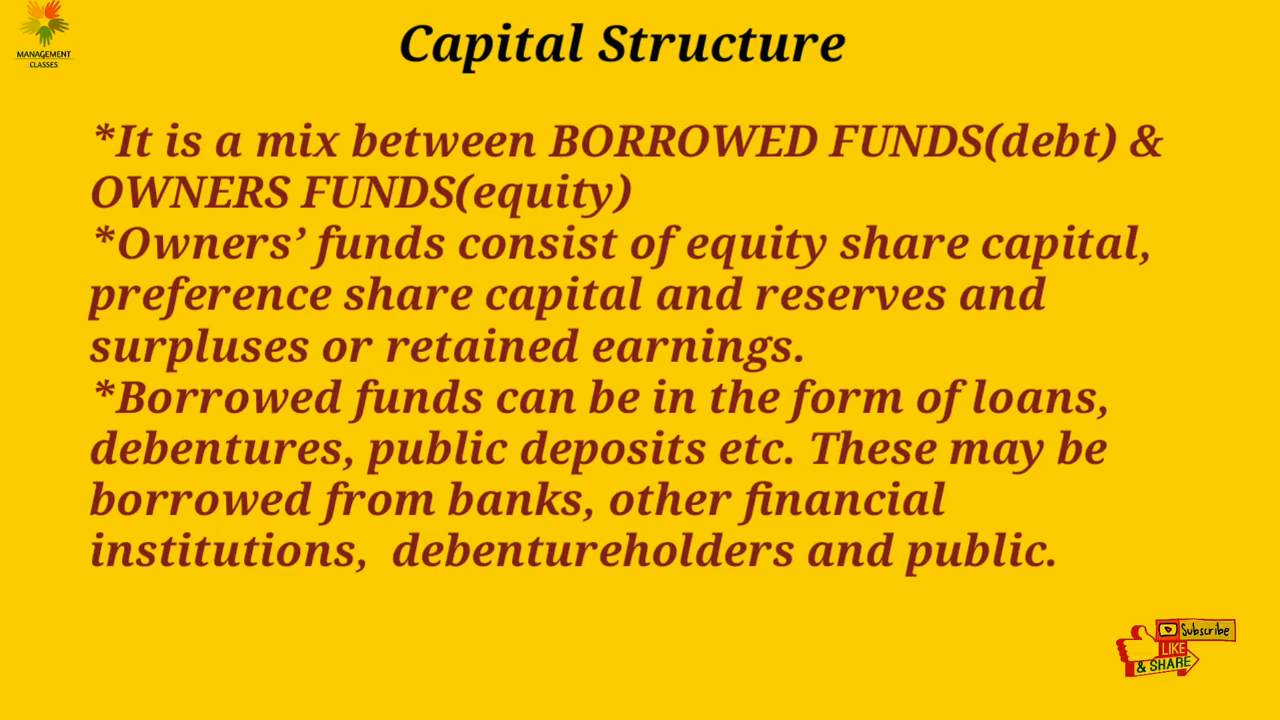 MANAGEMENT
CLASSES
Capital Structure
*It is a mix between BORROWED FUNDS(debt) &
OWNERS FUNDS(equity)
*Owners’ funds consist of equity share capital,
preference share capital and reserves and
surpluses or retained earnings.
*Borrowed funds can be in the form of loans,
debentures, public deposits etc. These may be
borrowed from banks, other financial
institutions,  debentureholders and public.
Subscribe
LIKE
& SHARE